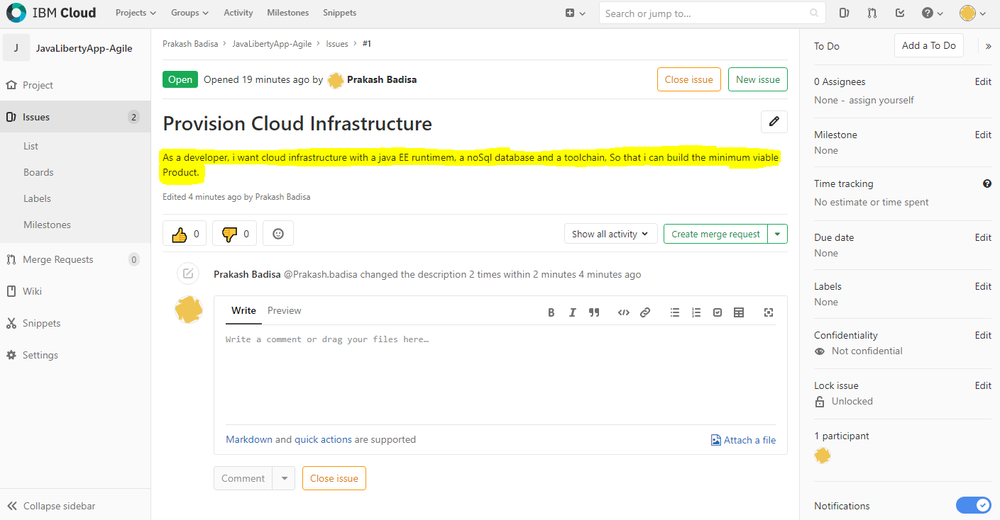 IBM Cloud Projects Groups Activity Milestones Snippets Search or jump to...
J JavaLibertyApp-Agile
Project
Issues 2
List
Boards
Labels
Milestones
Merge Requests 0
Wiki
Snippets
Settings
Collapse sidebar
Prakash Badisa > JavaLibertyApp-Agile > Issues > #1
Open Opened 19 minutes ago by Prakash Badisa Close issue New issue
Provision Cloud Infrastructure
As a developer, i want cloud infrastructure with a java EE runtimem, a noSql database and a toolchain, So that i can build the minimum viable
Product.
Edited 4 minutes ago by Prakash Badisa
0 0 Show all activity Create merge request
Prakash Badisa @Prakash.badisa changed the description 2 times within 2 minutes 4 minutes ago
Write Preview B I
Write a comment or drag your files here…
Markdown and quick actions are supported Attach a file
Comment Close issue
To Do Add a To Do »
0 Assignees Edit
None - assign yourself
Milestone Edit
None
Time tracking ?
No estimate or time spent
Due date Edit
None
Labels Edit
None
Confidentiality Edit
Not confidential
Lock issue Edit
Unlocked
1 participant
Notifications